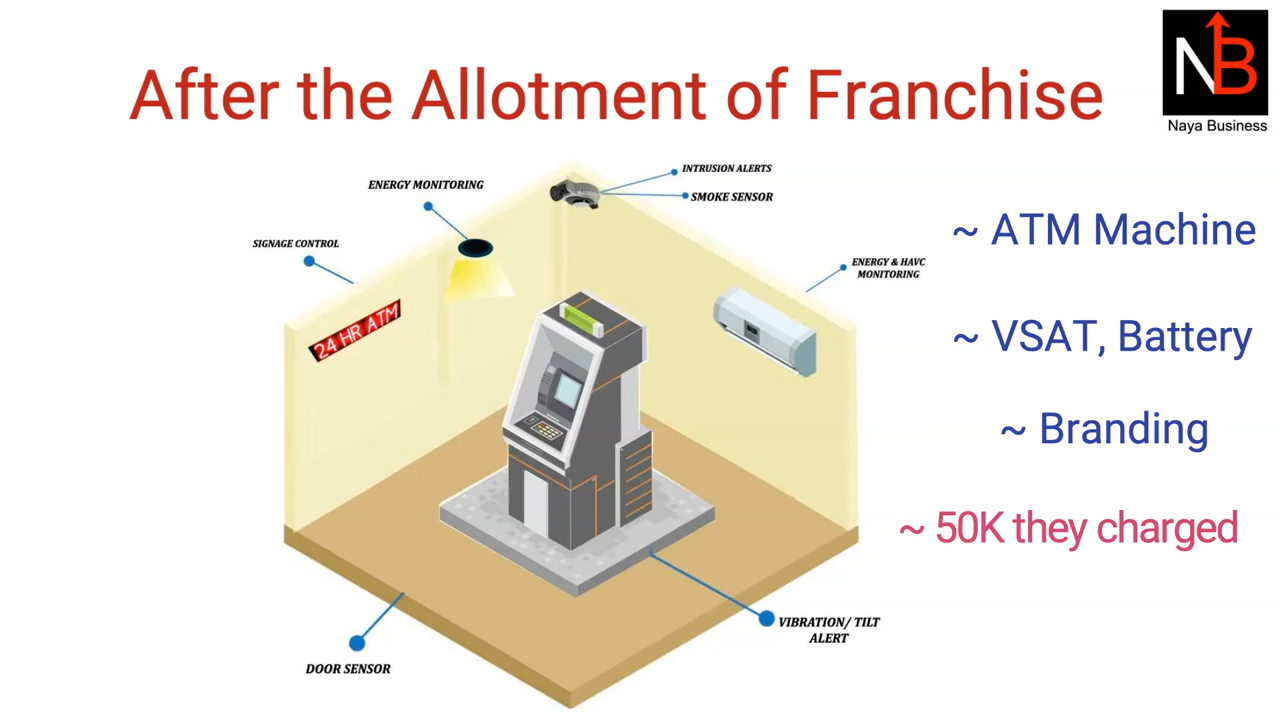 After the Allotment of Franchise
NB
Naya Business
INTRUSION ALERTS
ENERGY MONITORING
SMOKE SENSOR
~ ATM Machine
SIGNAGE CONTROL
ENERGY & HAVC
MONITORING
24 HR ATM
~ VSAT, Battery
~ Branding
~ 50K they charged
VIBRATION/ TILT
ALERT
DOOR SENSOR